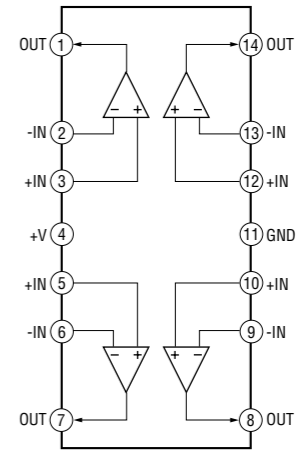 OUT 1 14 OUT
- + + -
-IN 2 13 -IN
+IN 3 12 +IN
+V 4 11 GND
+IN 5 10 +IN
-IN 6 9 -IN
- + + -
OUT 7 8 OUT